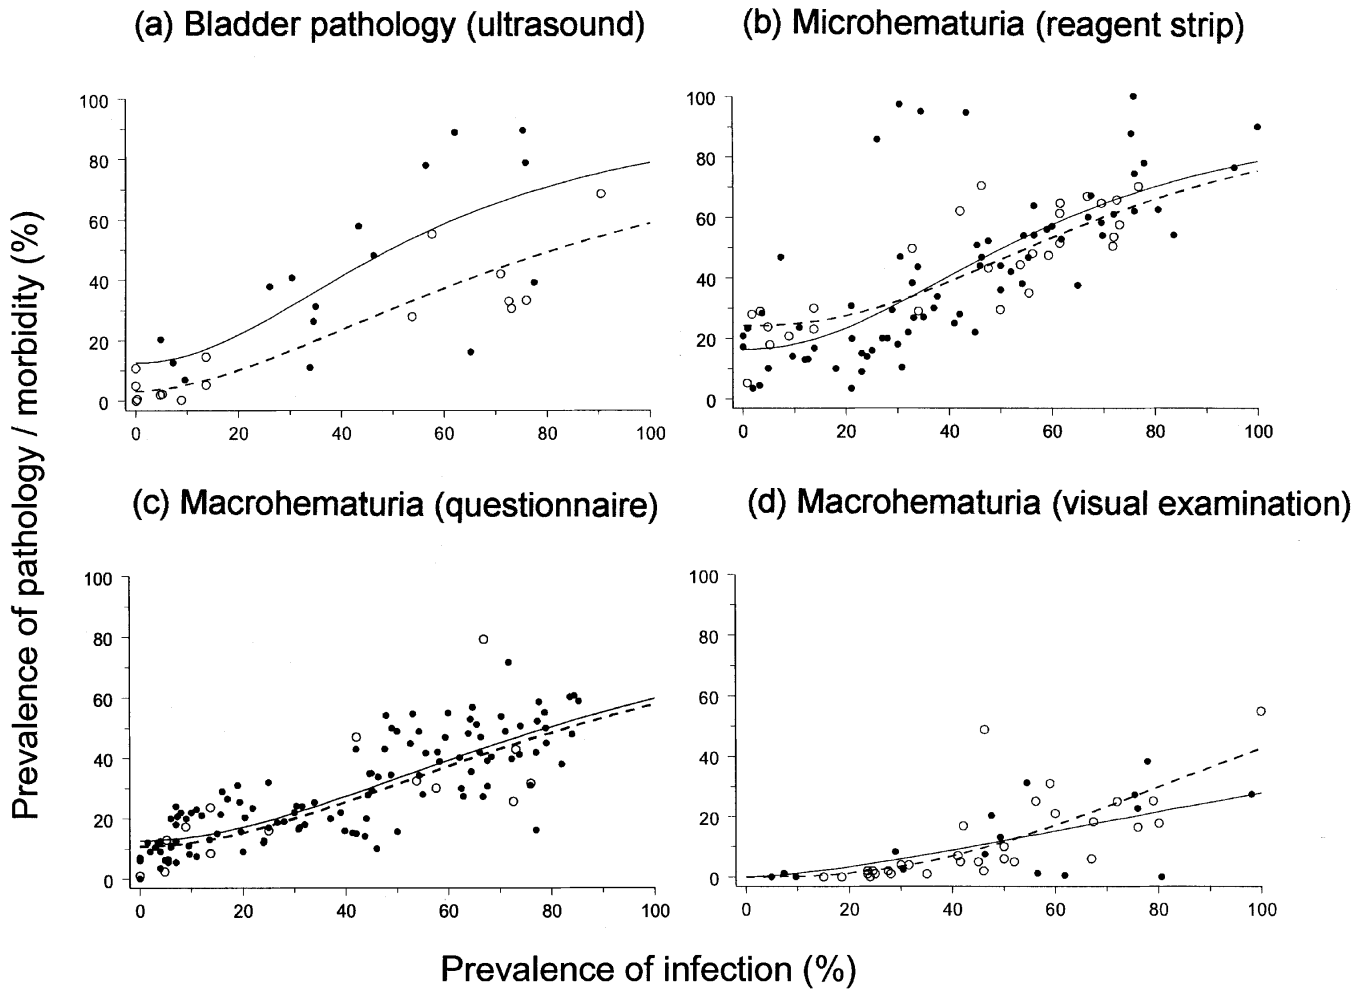 (a) Bladder pathology (ultrasound)
(b) Microhematuria (reagent strip)
100
80
60
40
20
0
0 20 40 60 80 100
100
80
60
40
20
0
0 20 40 60 80 100
(c) Macrohematuria (questionnaire)
(d) Macrohematuria (visual examination)
100
80
60
40
20
0
0 20 40 60 80 100
100
80
60
40
20
0
0 20 40 60 80 100
Prevalence of pathology / morbidity (%)
Prevalence of infection (%)